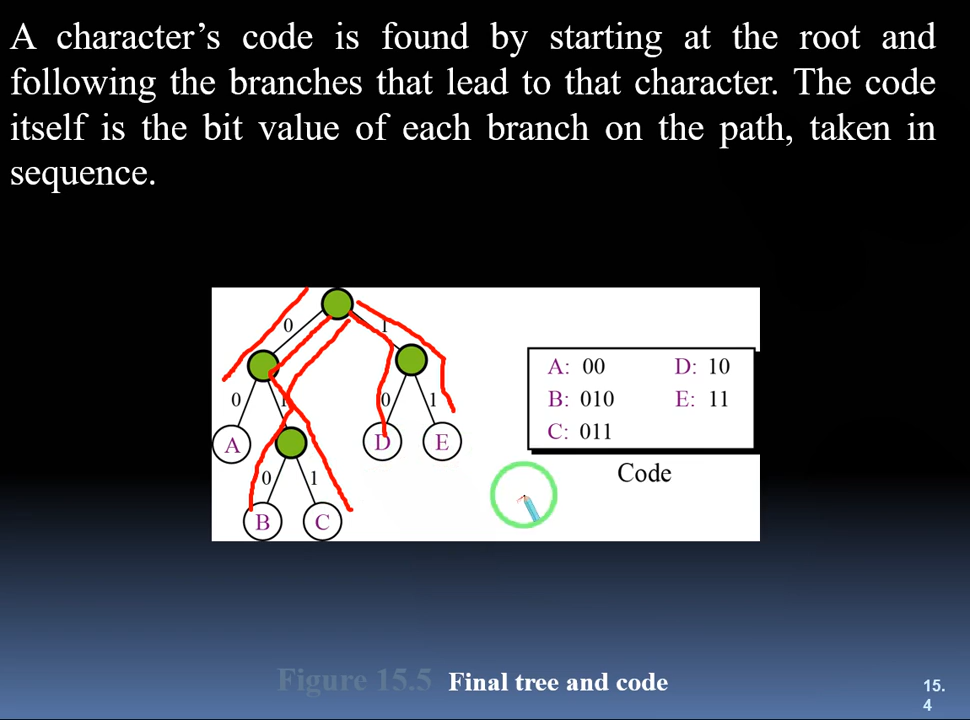 A character’s code is found by starting at the root and
following the branches that lead to that character. The code
itself is the bit value of each branch on the path, taken in
sequence.
0 1
0 1 0 1
A D E
0 1
B C
A: 00 D: 10
B: 010 E: 11
C: 011
Code
Figure 15.5 Final tree and code
15.
4